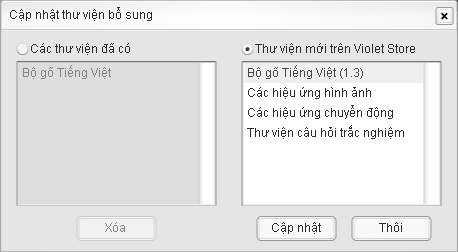 Cập nhật thư viện bổ sung
Các thư viện đã có
Bộ gõ Tiếng Việt
Xóa
Thư viện mới trên Violet Store
Bộ gõ Tiếng Việt (1.3)
Các hiệu ứng hình ảnh
Các hiệu ứng chuyển động
Thư viện câu hỏi trắc nghiệm
Cập nhật
Thôi